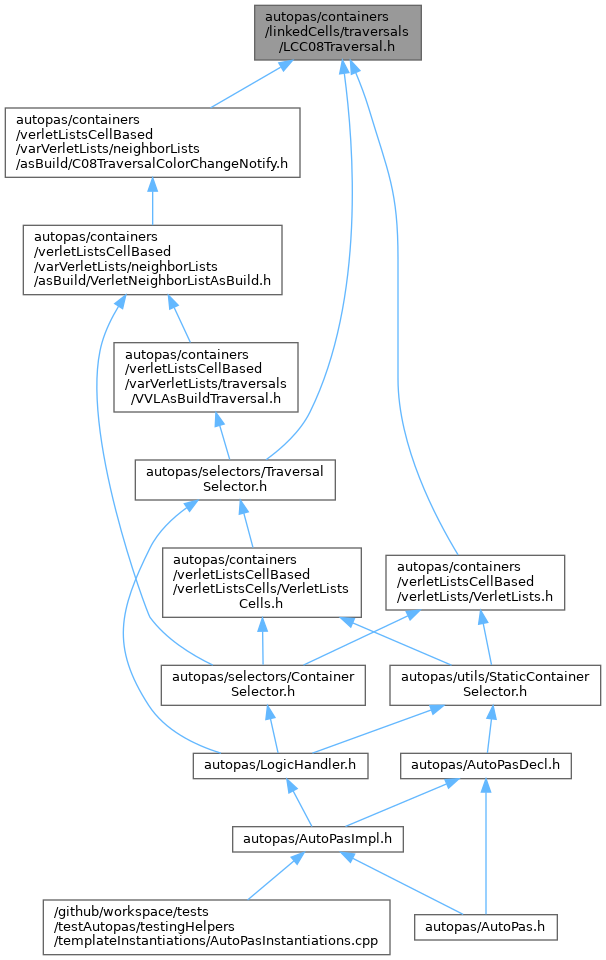 autopas/containers
/linkedCells/traversals
/LCC08Traversal.h
autopas/containers
/verletListsCellBased
/varVerletLists/neighborLists
/asBuild/C08TraversalColorChangeNotify.h
autopas/containers
/verletListsCellBased
/varVerletLists/neighborLists
/asBuild/VerletNeighborListAsBuild.h
autopas/containers
/verletListsCellBased
/varVerletLists/traversals
/VVLAsBuildTraversal.h
autopas/selectors/Traversal
Selector.h
autopas/containers
/verletListsCellBased
/verletListsCells/VerletLists
Cells.h
autopas/containers
/verletListsCellBased
/verletLists/VerletLists.h
autopas/selectors/Container
Selector.h
autopas/utils/StaticContainer
Selector.h
autopas/LogicHandler.h
autopas/AutoPasDecl.h
autopas/AutoPasImpl.h
/github/workspace/tests
/testAutopas/testingHelpers
/templateInstantiations/AutoPasInstantiations.cpp
autopas/AutoPas.h